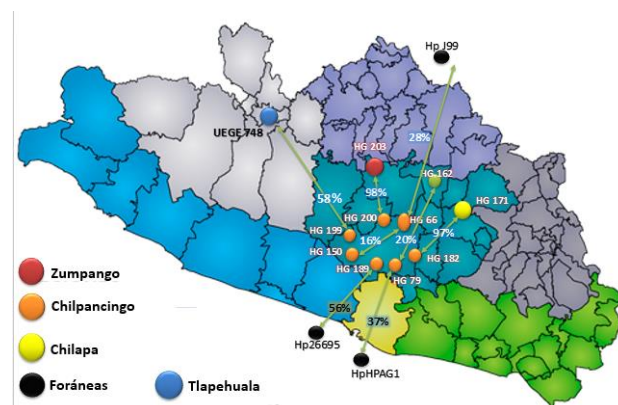 Hp J99
UEGE 748
HG 203
28%
HG 162
HG 171
98%
58%
HG 200
HG 66
HG 199
16%
20%
97%
HG 150
HG 189
HG 182
HG 79
56%
37%
Hp26695
HpHPAG1
Zumpango
Chilpancingo
Chilapa
Foráneas
Tlapehuala